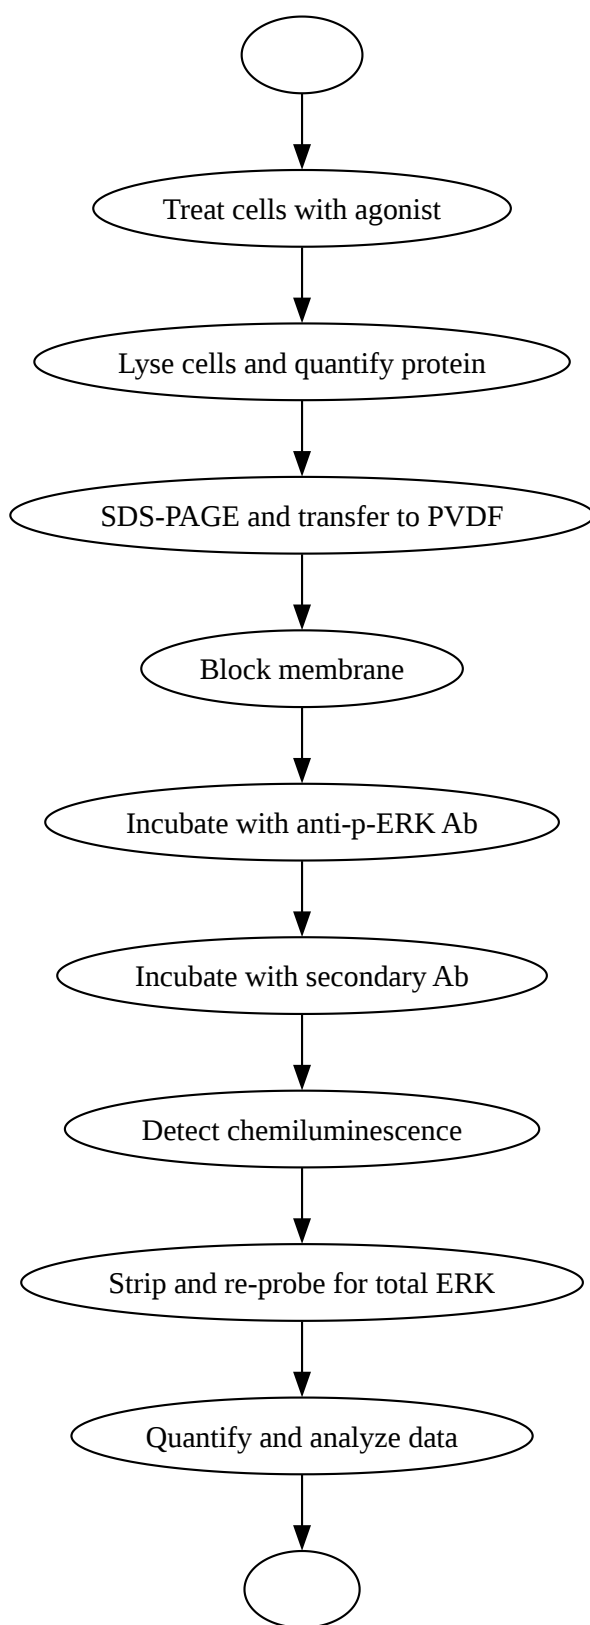 Treat cells with agonist
Lyse cells and quantify protein
SDS-PAGE and transfer to PVDF
Block membrane
Incubate with anti-p-ERK Ab
Incubate with secondary Ab
Detect chemiluminescence
Strip and re-probe for total ERK
Quantify and analyze data